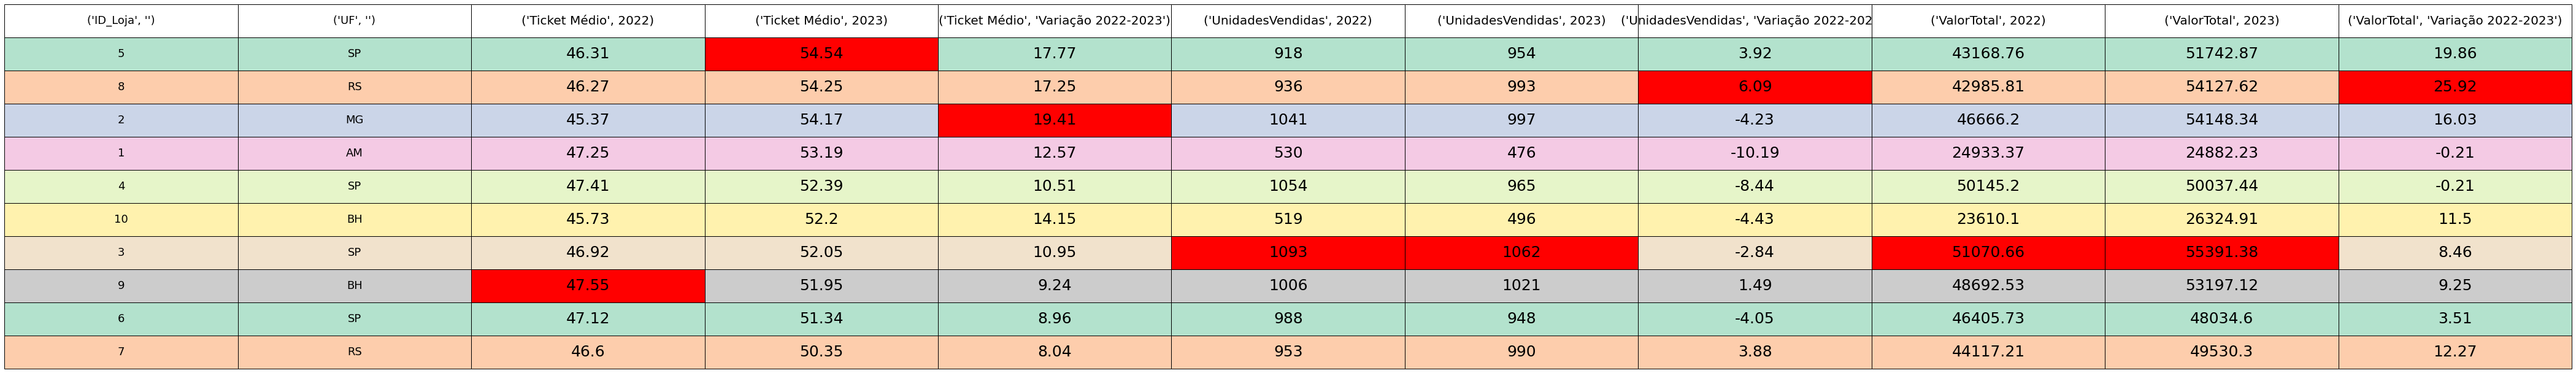 ('ID_Loja', '') ('UF', '') ('Ticket Médio', 2022) ('Ticket Médio', 2023) ('Ticket Médio', 'Variação 2022-2023') ('UnidadesVendidas', 2022) ('UnidadesVendidas', 2023) ('UnidadesVendidas', 'Variação 2022-202 ('ValorTotal', 2022) ('ValorTotal', 2023) ('ValorTotal', 'Variação 2022-2023')
5 SP 46.31 54.54 17.77 918 954 3.92 43168.76 51742.87 19.86
8 RS 46.27 54.25 17.25 936 993 6.09 42985.81 54127.62 25.92
2 MG 45.37 54.17 19.41 1041 997 -4.23 46666.2 54148.34 16.03
1 AM 47.25 53.19 12.57 530 476 -10.19 24933.37 24882.23 -0.21
4 SP 47.41 52.39 10.51 1054 965 -8.44 50145.2 50037.44 -0.21
10 BH 45.73 52.2 14.15 519 496 -4.43 23610.1 26324.91 11.5
3 SP 46.92 52.05 10.95 1093 1062 -2.84 51070.66 55391.38 8.46
9 BH 47.55 51.95 9.24 1006 1021 1.49 48692.53 53197.12 9.25
6 SP 47.12 51.34 8.96 988 948 -4.05 46405.73 48034.6 3.51
7 RS 46.6 50.35 8.04 953 990 3.88 44117.21 49530.3 12.27